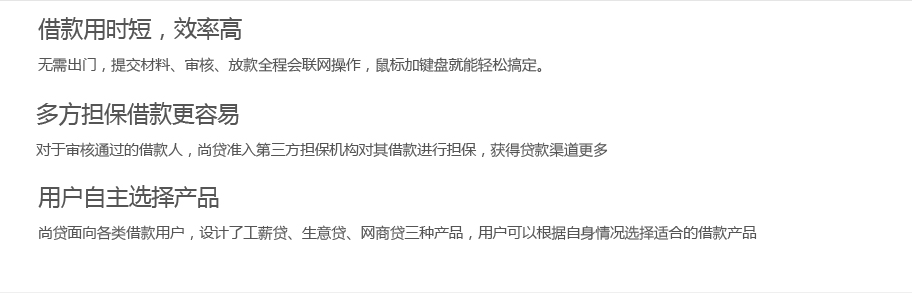 借款用时短，效率高
无需出门，提交材料、审核、放款全程会联网操作，鼠标加键盘就能轻松搞定。
多方担保借款更容易
对于审核通过的借款人，尚贷准入第三方担保机构对其借款进行担保，获得贷款渠道更多
用户自主选择产品
尚贷面向各类借款用户，设计了工薪贷、生意贷、网商贷三种产品，用户可以根据自身情况选择适合的借款产品